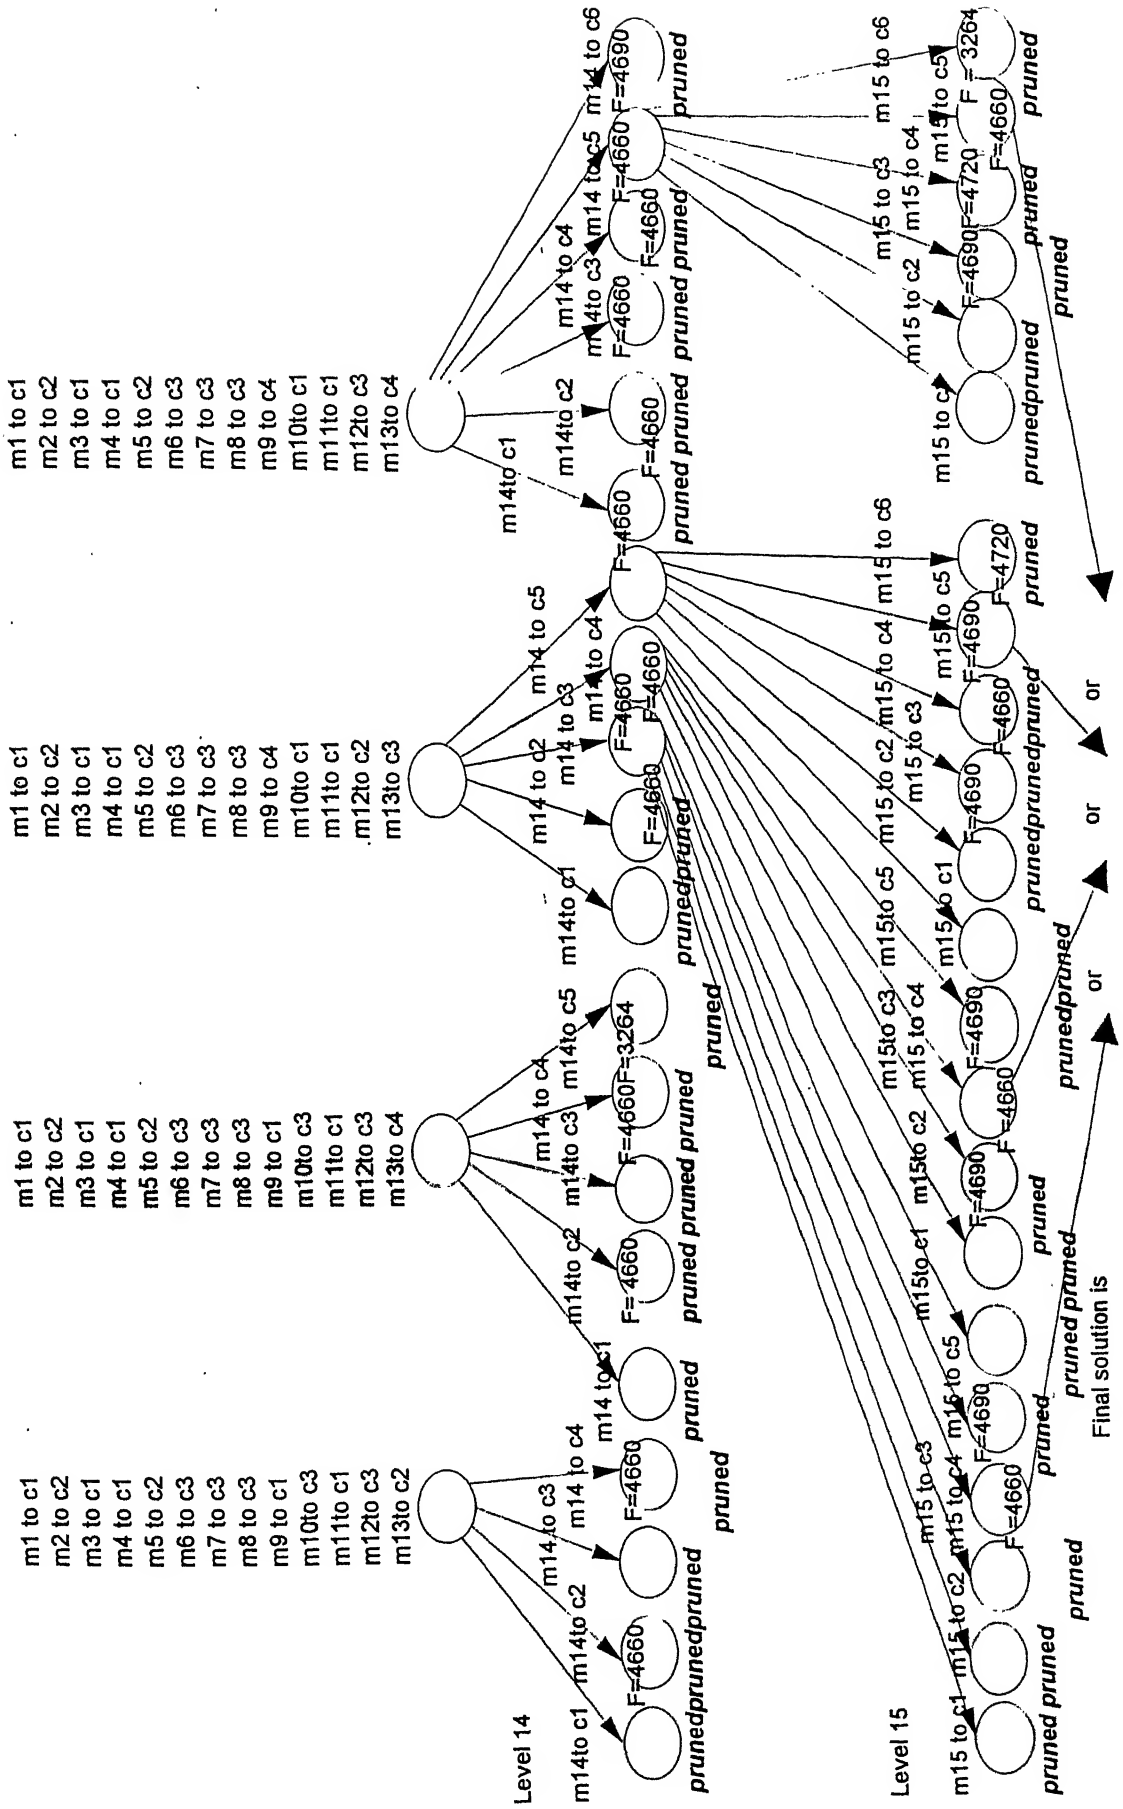 m1 to c1
m2 to c2
m3 to c1
m4 to c1
m5 to c2
m6 to c3
m7 to c3
m8 to c3
m9 to c1
m10to c3
m11to c1
m12to c3
m13to c2
m1 to c1
m2 to c2
m3 to c1
m4 to c1
m5 to c2
m6 to c3
m7 to c3
m8 to c3
m9 to c1
m10to c3
m11to c1
m12to c3
m13to c4
m1 to c1
m2 to c2
m3 to c1
m4 to c1
m5 to c2
m6 to c3
m7 to c3
m8 to c3
m9 to c4
m10to c1
m11to c1
m12to c2
m13to c3
m1 to c1
m2 to c2
m3 to c1
m4 to c1
m5 to c2
m6 to c3
m7 to c3
m8 to c3
m9 to c4
m10to c1
m11to c1
m12to c3
m13to c4
Level 14
m14to c1
m14to c2
m14 to c3
m14 to c4
m14 to c1
m14to c2
m14to c3
m14 to c4
m14to c5
m14to c1
m14 to c2
m14 to c3
m14 to c4
m14 to c5
m14to c1
m14to c2
m14to c3
m14 to c4
m14 to c5
m14 to c6
F=4660
F=4660
F= 4660
F=4660
F=3264
F=4660
F=4660
F=4660
F=4660
F=4660
F=4660
F=4660
F=4660
F=4690
prunedprunedpruned
pruned
pruned
pruned pruned pruned
pruned
prunedpruned
pruned pruned
pruned pruned
pruned
Level 15
m15 to c1
m15 to c2
m15 to c3
m15 to c4
m15 to c5
m15to c1
m15to c2
m15to c3
m15 to c4
m15to c5
m15to c1
m15 to c2
m15 to c3
m15 to c4
m15to c5
m15 to c6
m15 to c1
m15 to c2
m15 to c3
m15 to c4
m15 to c5
m15 to c6
F=4660
F=4690
F=4690
F=4660
F=4690
F=4690
F=4660
F=4690
F=4720
F=4690
F=4720
F=4660
F = 3264
pruned pruned
pruned
pruned
pruned pruned
pruned
prunedpruned
prunedprunedpruned
pruned
prunedpruned
pruned
pruned
pruned
Final solution is
or
or
or